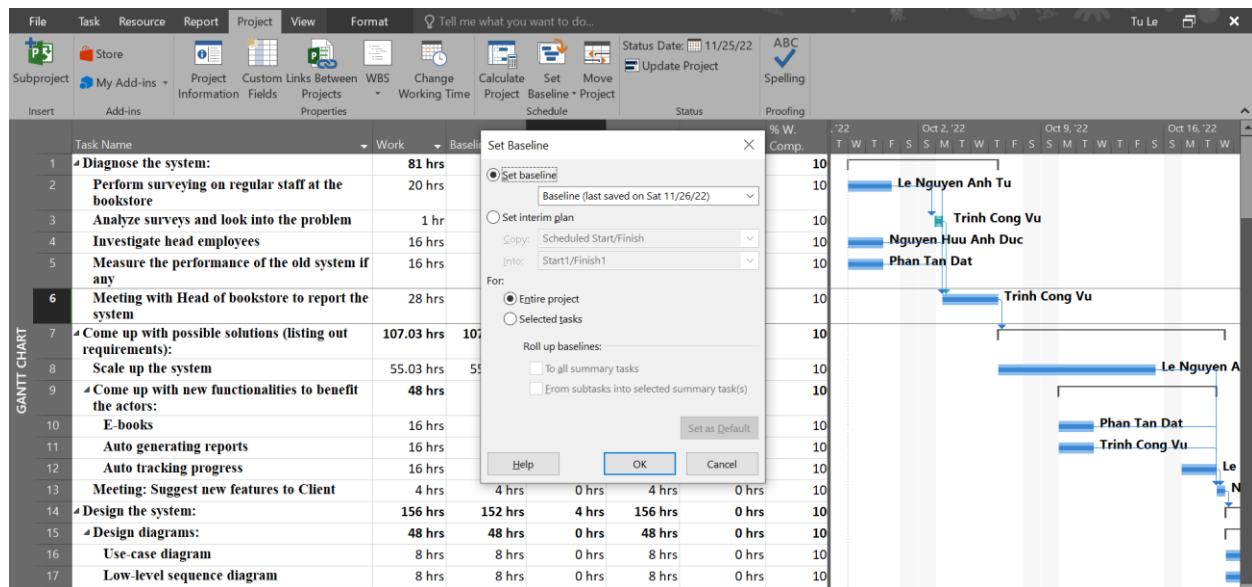 File Task Resource Report Project View Format Tell me what you want to do... Tu Le
Subproject
Store
My Add-ins
Project Information
Custom Fields
Links Between Projects
WBS
Change Working Time
Calculate Project
Set Baseline
Move Project
Status Date: 11/25/22
Update Project
ABC
Spelling
Insert Add-ins Properties Schedule Status Proofing
Task Name Work Baseli % W. Comp.
'22 Oct 2, '22 Oct 9, '22 Oct 16, '22
T W T F S S M T W T F S S M T W T F S S M T W
GANTT CHART
1 Diagnose the system: 81 hrs 10
2 Perform surveying on regular staff at the bookstore 20 hrs 10 Le Nguyen Anh Tu
3 Analyze surveys and look into the problem 1 hr 10 Trinh Cong Vu
4 Investigate head employees 16 hrs 10 Nguyen Huu Anh Duc
5 Measure the performance of the old system if any 16 hrs 10 Phan Tan Dat
6 Meeting with Head of bookstore to report the system 28 hrs 10 Trinh Cong Vu
7 Come up with possible solutions (listing out requirements): 107.03 hrs 107 10
8 Scale up the system 55.03 hrs 55 10 Le Nguyen A
9 Come up with new functionalities to benefit the actors: 48 hrs 10
10 E-books 16 hrs 10 Phan Tan Dat
11 Auto generating reports 16 hrs 10 Trinh Cong Vu
12 Auto tracking progress 16 hrs 10 Le
13 Meeting: Suggest new features to Client 4 hrs 4 hrs 0 hrs 4 hrs 0 hrs 10 N
14 Design the system: 156 hrs 152 hrs 4 hrs 156 hrs 0 hrs 10
15 Design diagrams: 48 hrs 48 hrs 0 hrs 48 hrs 0 hrs 10
16 Use-case diagram 8 hrs 8 hrs 0 hrs 8 hrs 0 hrs 10
17 Low-level sequence diagram 8 hrs 8 hrs 0 hrs 8 hrs 0 hrs 10
Set Baseline
Set baseline
Baseline (last saved on Sat 11/26/22)
Set interim plan
Copy: Scheduled Start/Finish
Into: Start1/Finish1
For:
Entire project
Selected tasks
Roll up baselines:
To all summary tasks
From subtasks into selected summary task(s)
Set as Default
Help OK Cancel